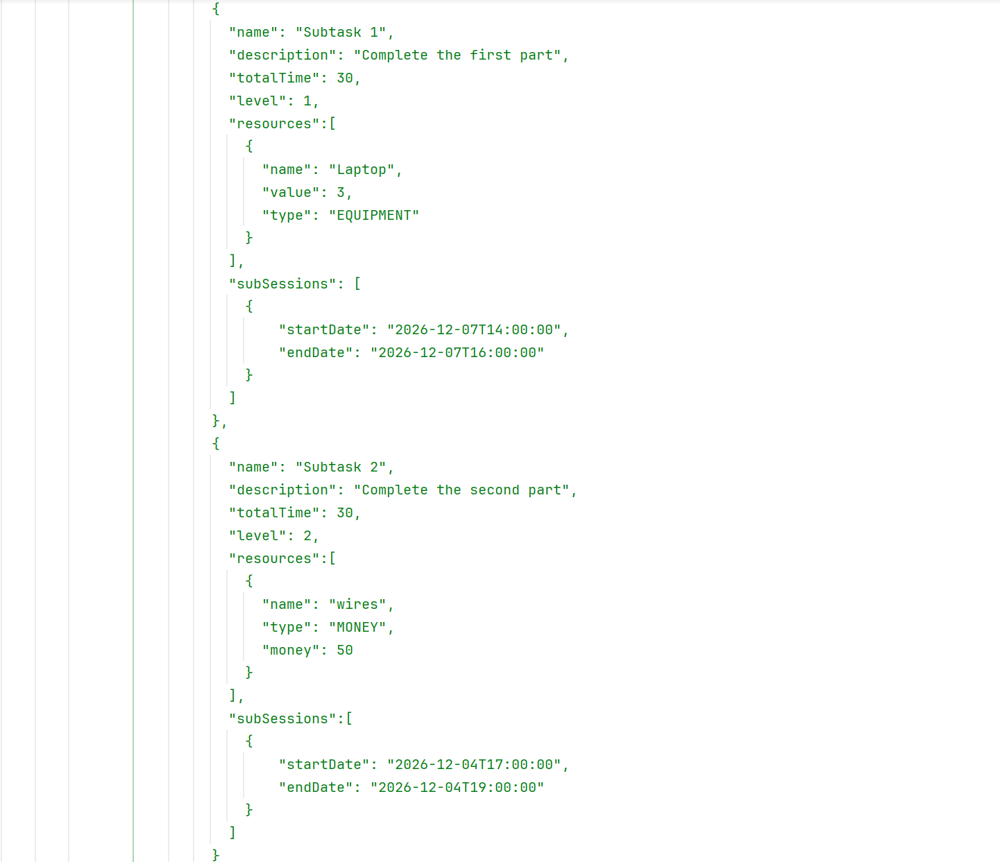 {
"name": "Subtask 1",
"description": "Complete the first part",
"totalTime": 30,
"level": 1,
"resources":[
{
"name": "Laptop",
"value": 3,
"type": "EQUIPMENT"
}
],
"subSessions": [
{
"startDate": "2026-12-07T14:00:00",
"endDate": "2026-12-07T16:00:00"
}
]
},
{
"name": "Subtask 2",
"description": "Complete the second part",
"totalTime": 30,
"level": 2,
"resources":[
{
"name": "wires",
"type": "MONEY",
"money": 50
}
],
"subSessions":[
{
"startDate": "2026-12-04T17:00:00",
"endDate": "2026-12-04T19:00:00"
}
]
}